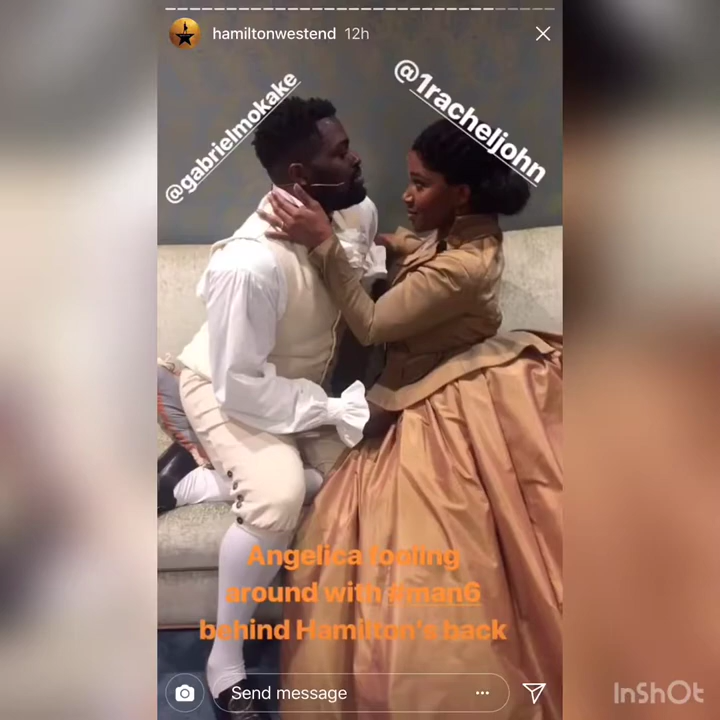 hamiltonwestend 12h
@gabrielmokake
@1racheljohn
Angelica fooling
around with #man6
behind Hamilton's back
Send message
InShOt